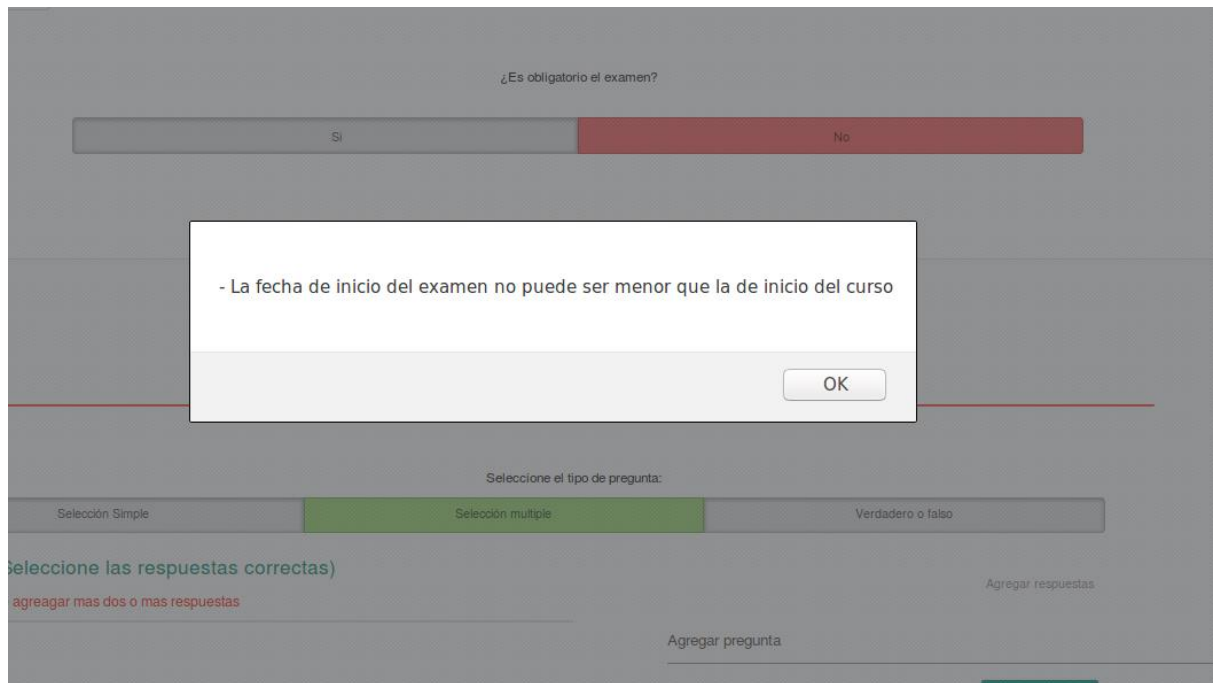 ¿Es obligatorio el examen?
Si No
- La fecha de inicio del examen no puede ser menor que la de inicio del curso
OK
Seleccione el tipo de pregunta:
Selección Simple Selección multiple Verdadero o falso
Seleccione las respuestas correctas)
Agregar respuestas
agreagar mas dos o mas respuestas
Agregar pregunta